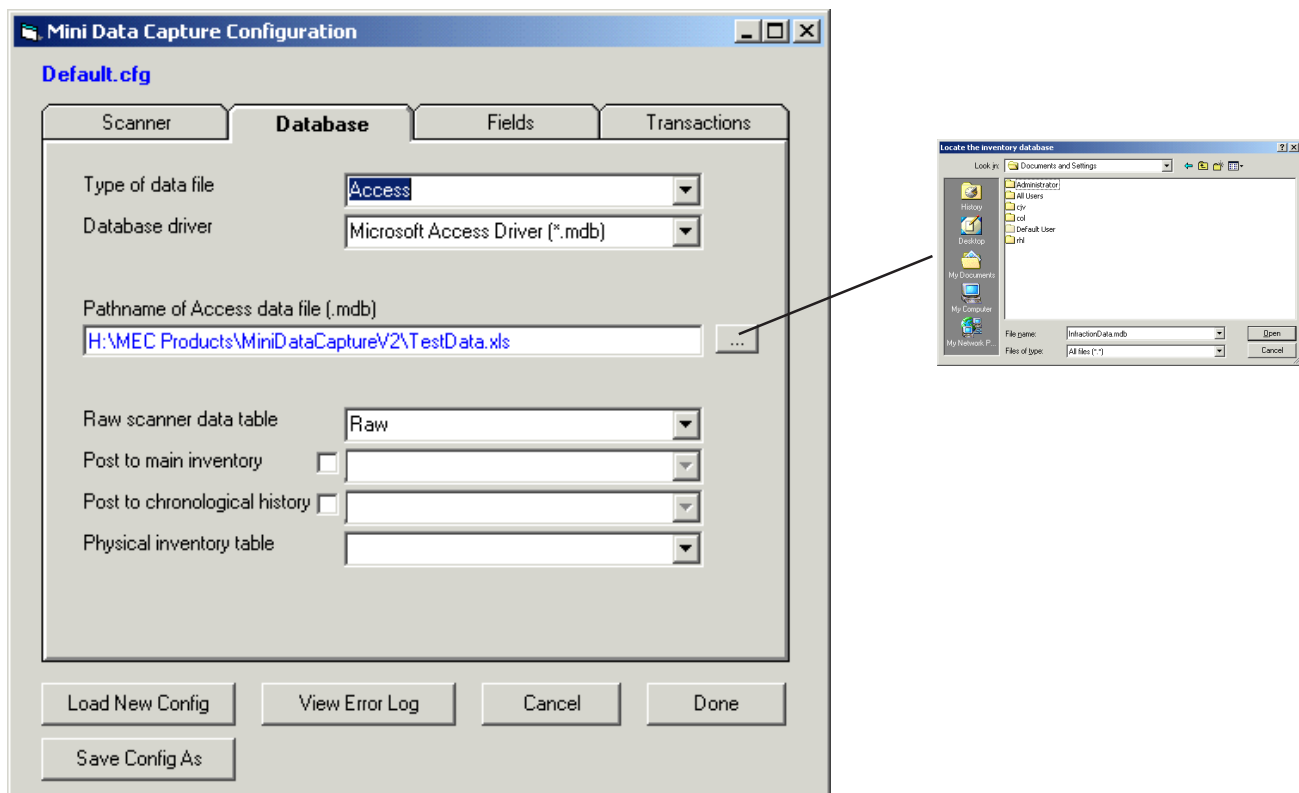 Mini Data Capture Configuration
Default.cfg
Scanner Database Fields Transactions
Type of data file Access
Database driver Microsoft Access Driver (*.mdb)
Pathname of Access data file (.mdb)
H:\MEC Products\MiniDataCaptureV2\TestData.xls ...
Raw scanner data table Raw
Post to main inventory
Post to chronological history
Physical inventory table
Load New Config View Error Log Cancel Done
Save Config As
Locate the inventory database
Look in: Documents and Settings
Administrator
All Users
cjv
col
Default User
rhl
History
Desktop
My Documents
My Computer
My Network P...
File name: InfractionData.mdb Open
Files of type: All files (*.*) Cancel